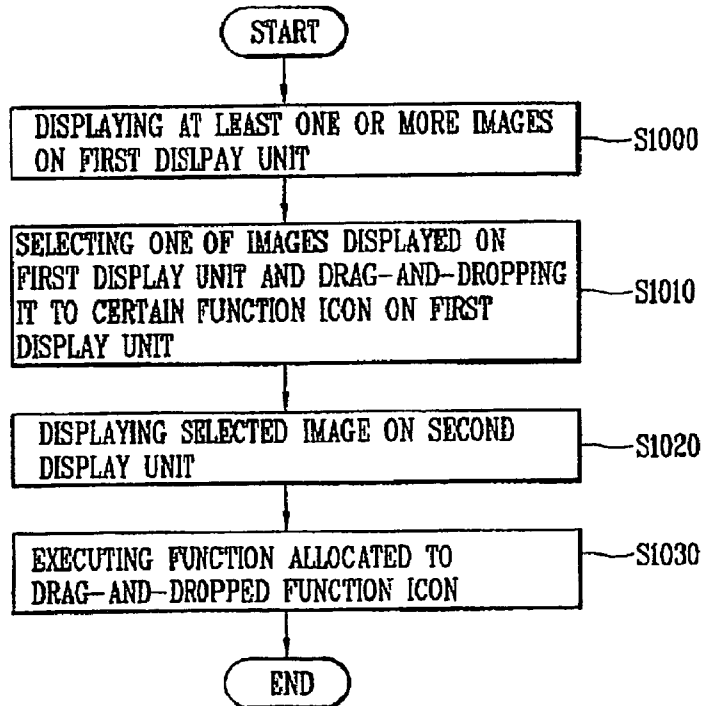 START
DISPLAYING AT LEAST ONE OR MORE IMAGES
ON FIRST DISLPAY UNIT
S1000
SELECTING ONE OF IMAGES DISPLAYED ON
FIRST DISPLAY UNIT AND DRAG-AND-DROPPING
IT TO CERTAIN FUNCTION ICON ON FIRST
DISPLAY UNIT
S1010
DISPLAYING SELECTED IMAGE ON SECOND
DISPLAY UNIT
S1020
EXECUTING FUNCTION ALLOCATED TO
DRAG-AND-DROPPED FUNCTION ICON
S1030
END